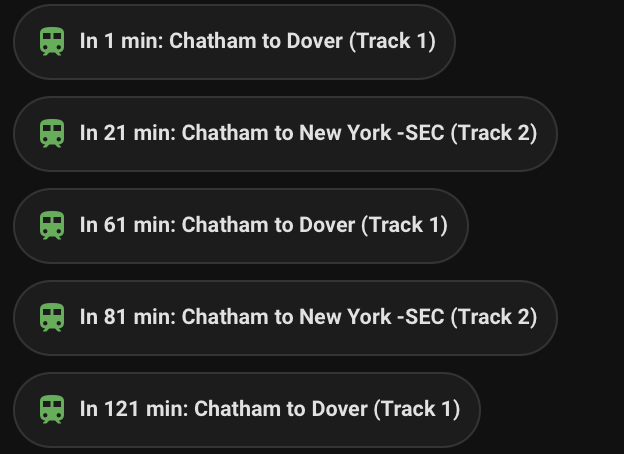 In 1 min: Chatham to Dover (Track 1)
In 21 min: Chatham to New York -SEC (Track 2)
In 61 min: Chatham to Dover (Track 1)
In 81 min: Chatham to New York -SEC (Track 2)
In 121 min: Chatham to Dover (Track 1)